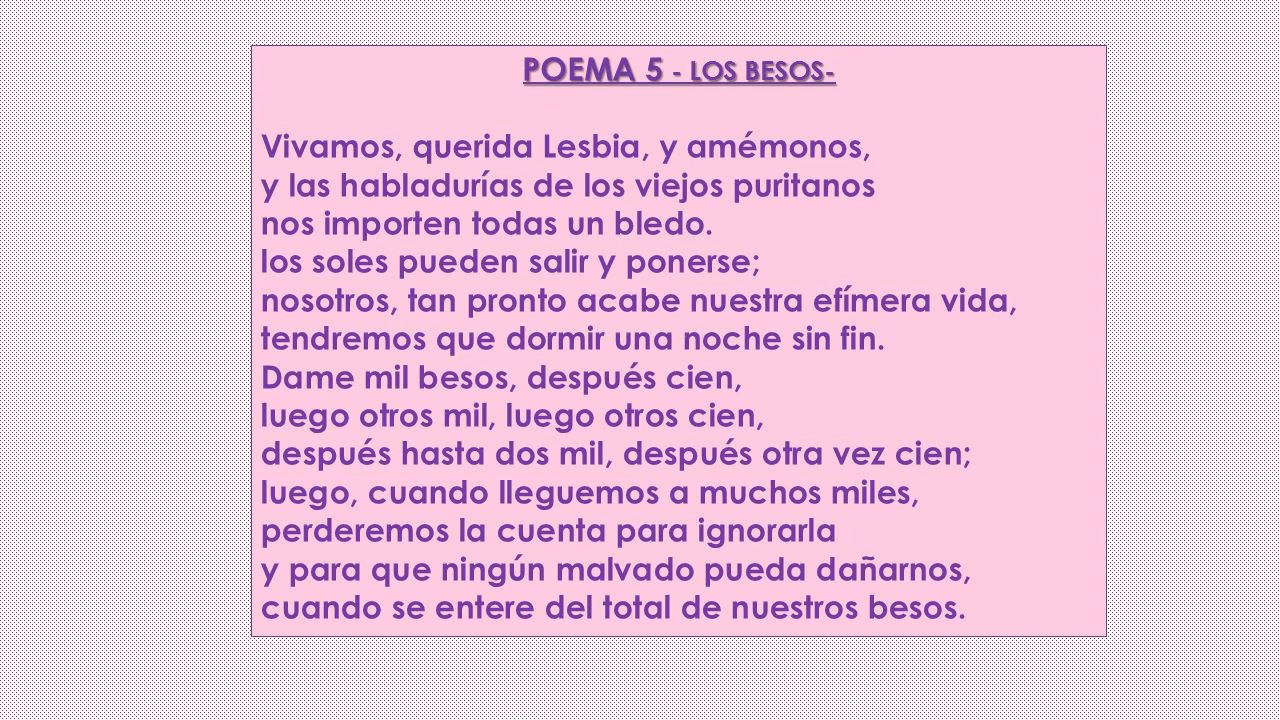 POEMA 5 - LOS BESOS-
Vivamos, querida Lesbia, y amémonos,
y las habladurías de los viejos puritanos
nos importen todas un bledo.
los soles pueden salir y ponerse;
nosotros, tan pronto acabe nuestra efímera vida,
tendremos que dormir una noche sin fin.
Dame mil besos, después cien,
luego otros mil, luego otros cien,
después hasta dos mil, después otra vez cien;
luego, cuando lleguemos a muchos miles,
perderemos la cuenta para ignorarla
y para que ningún malvado pueda dañarnos,
cuando se entere del total de nuestros besos.